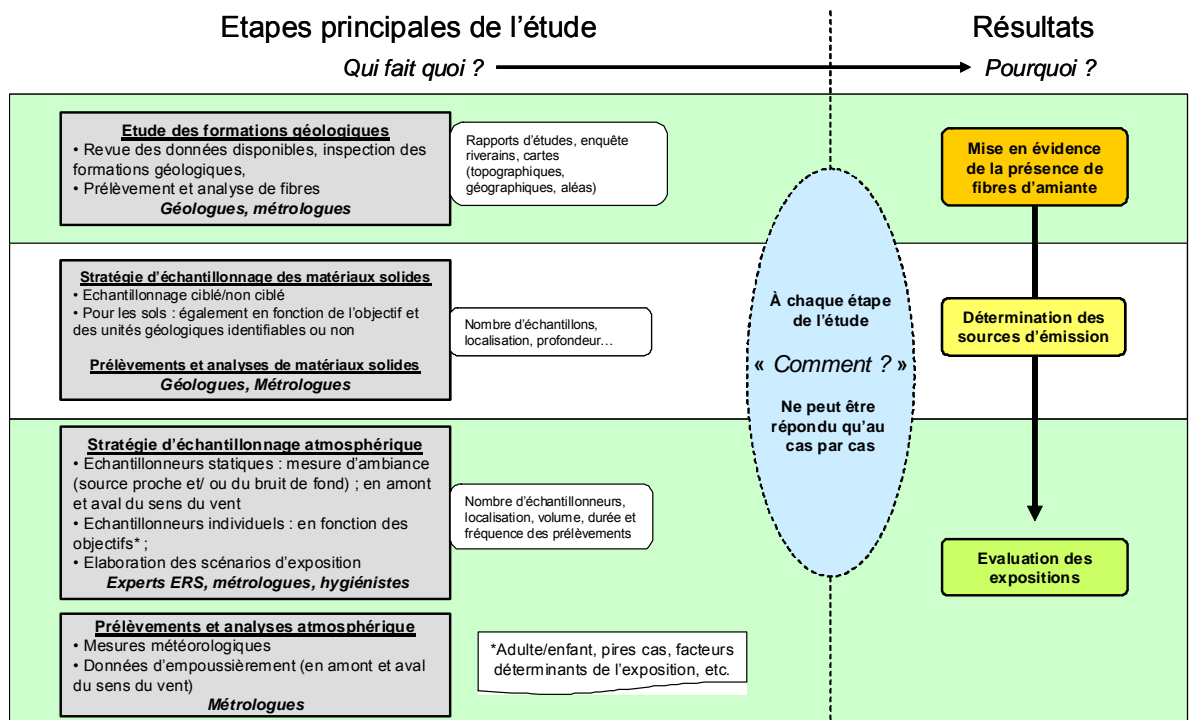 Etapes principales de l'étude
Résultats
Qui fait quoi ?
Pourquoi ?
Etude des formations géologiques
• Revue des données disponibles, inspection des
formations géologiques,
• Prélèvement et analyse de fibres
Géologues, métrologues
Rapports d'études, enquête
riverains, cartes
(topographiques,
géographiques, aléas)
Mise en évidence
de la présence de
fibres d'amiante
Stratégie d'échantillonnage des matériaux solides
• Echantillonnage ciblé/non ciblé
• Pour les sols : également en fonction de l'objectif et
des unités géologiques identifiables ou non
Prélèvements et analyses de matériaux solides
Géologues, Métrologues
Nombre d'échantillons,
localisation, profondeur…
À chaque étape
de l'étude
« Comment ? »
Ne peut être
répondu qu'au
cas par cas
Détermination des
sources d'émission
Stratégie d'échantillonnage atmosphérique
• Echantillonneurs statiques : mesure d'ambiance
(source proche et/ ou du bruit de fond) ; en amont
et aval du sens du vent
• Echantillonneurs individuels : en fonction des
objectifs* ;
• Elaboration des scénarios d'exposition
Experts ERS, métrologues, hygiénistes
Nombre d'échantillonneurs,
localisation, volume, durée et
fréquence des prélèvements
Evaluation des
expositions
Prélèvements et analyses atmosphérique
• Mesures météorologiques
• Données d'empoussièrement (en amont et aval
du sens du vent)
Métrologues
*Adulte/enfant, pires cas, facteurs
déterminants de l'exposition, etc.